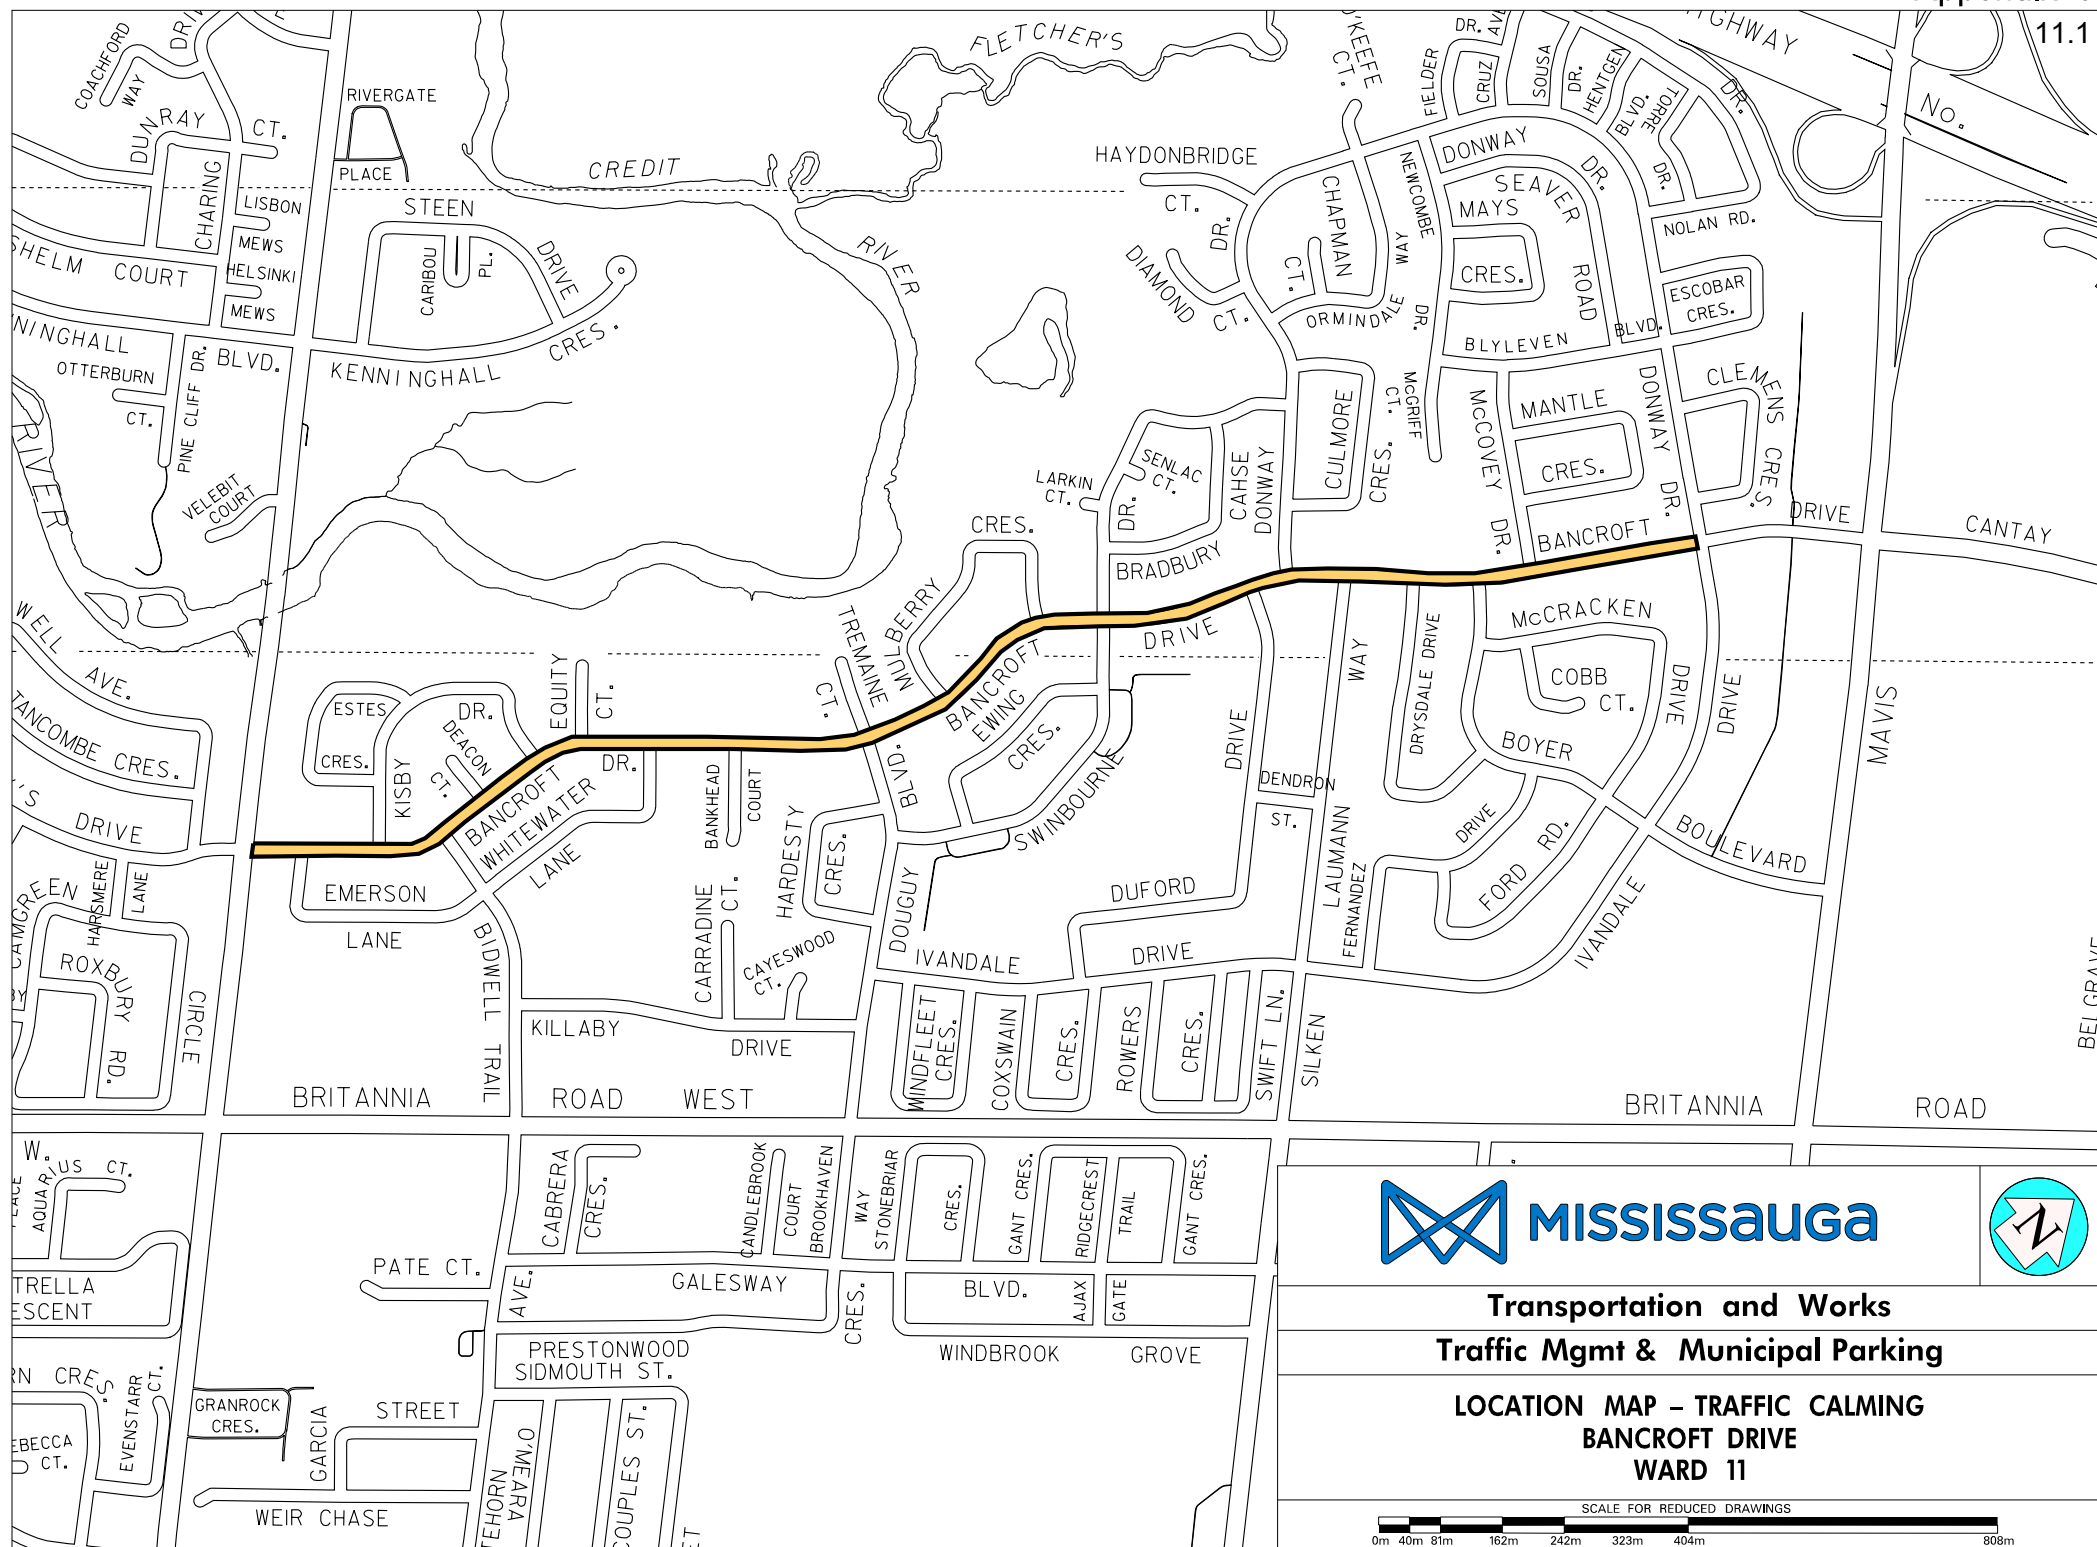 11.1
FLETCHER'S
O'KEEFE
CT.
HIGHWAY
No.
COACHFORD
WAY
DUNRAY
CT.
RIVERGATE
PLACE
CREDIT
RIVER
HAYDONBRIDGE
CT.
DR.
FIELDER
DR.
CRUZ
SOUSA
DR.
HENTGEN
BLVD.
TORRE
DR.
DR.
DONWAY
DR.
SEAVER
ROAD
MAYS
CRES.
NOLAN RD.
CHARING
LISBON
MEWS
HELSINKI
MEWS
STEEN
DRIVE
CARIBOU
PL.
KENNINGHALL
CRES.
COURT
BLVD.
OTTERBURN
CT.
PINE CLIFF DR.
VELEBIT
COURT
RIVER
DIAMOND
CT.
CHAPMAN
CT.
ORMINDALE
WAY
NEWCOMBE
DR.
McGRIFF
CT.
BLYLEVEN
BLVD.
ESCOBAR
CRES.
CLEMENS
CRES.
McCOVEY
DR.
MANTLE
CRES.
DONWAY
DR.
CULMORE
CRES.
CAHSE
DONWAY
SENLAC
CT.
LARKIN
CT.
DR.
BRADBURY
BANCROFT
DRIVE
CANTAY
CRES.
MULBERRY
TREMAINE
CT.
BANCROFT
DRIVE
EWING
CRES.
SWINBOURNE
AVE.
CRES.
DRIVE
ESTES
CRES.
KISBY
DR.
DEACON
CT.
EQUITY
CT.
BANCROFT
DR.
WHITEWATER
LANE
BANKHEAD
COURT
EMERSON
LANE
BIDWELL TRAIL
HARDESTY
CRES.
DOUGUY
BLVD.
CARRADINE
CT.
CAYESWOOD
CT.
KILLABY
DRIVE
DRIVE
DUFORD
DENDRON
ST.
WAY
LAUMANN
FERNANDEZ
DRIVE
DRYSDALE DRIVE
McCRACKEN
DRIVE
COBB
CT.
BOYER
BOULEVARD
FORD
RD.
DRIVE
IVANDALE
MAVIS
IVANDALE
DRIVE
WINDFLEET
CRES.
COXSWAIN
CRES.
ROWERS
CRES.
SWIFT LN.
SILKEN
HARSMERE
LANE
ROXBURY
RD.
CIRCLE
BRITANNIA
ROAD
WEST
BRITANNIA
ROAD
W.
AQUARIUS CT.
CABRERA
CRES.
CANDLEBROOK
COURT
BROOKHAVEN
WAY
STONEBRIAR
CRES.
GANT CRES.
RIDGECREST
TRAIL
GANT CRES.
PATE CT.
AVE.
GALESWAY
CRES.
BLVD.
AJAX
GATE
PRESTONWOOD
WINDBROOK
GROVE
SIDMOUTH ST.
EVENSTARR
CT.
GRANROCK
CRES.
GARCIA
STREET
WEIR CHASE
O'MEARA
COUPLES ST.
MISSISSAUGA
N
Transportation and Works
Traffic Mgmt & Municipal Parking
LOCATION MAP – TRAFFIC CALMING
BANCROFT DRIVE
WARD 11
SCALE FOR REDUCED DRAWINGS
0m 40m 81m 162m 242m 323m 404m 808m